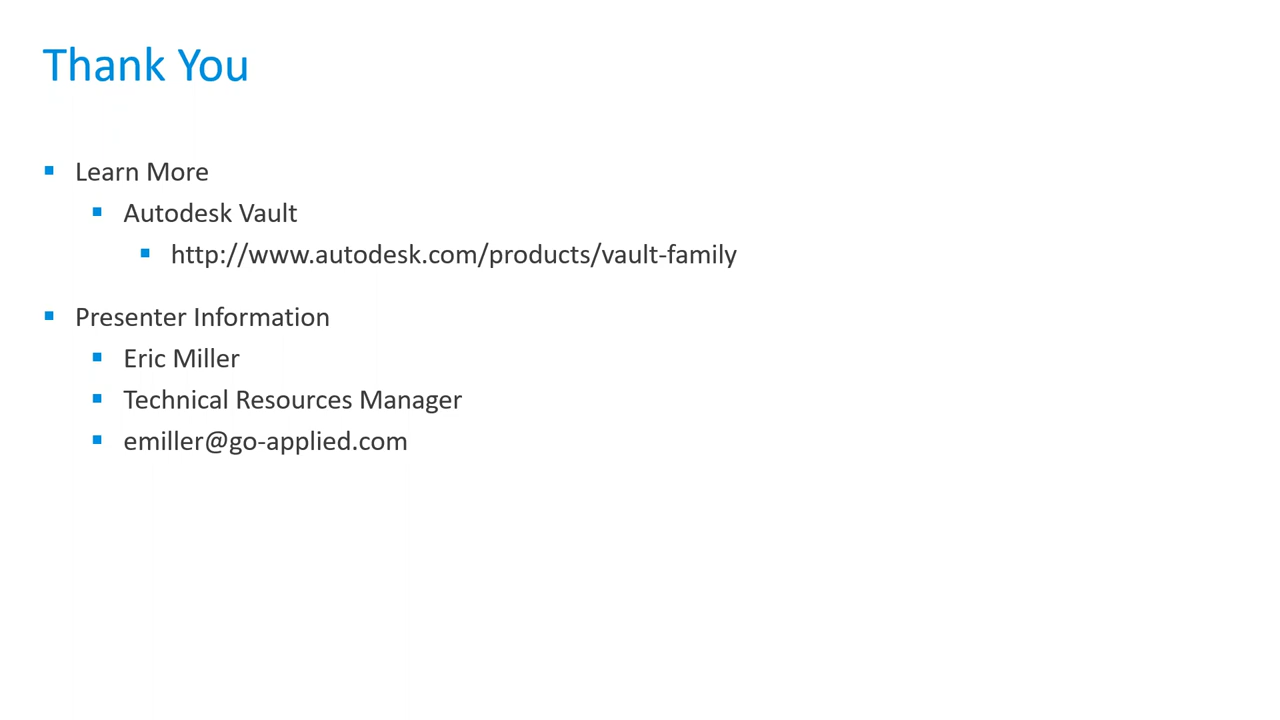 Thank You
Learn More
Autodesk Vault
http://www.autodesk.com/products/vault-family
Presenter Information
Eric Miller
Technical Resources Manager
emiller@go-applied.com